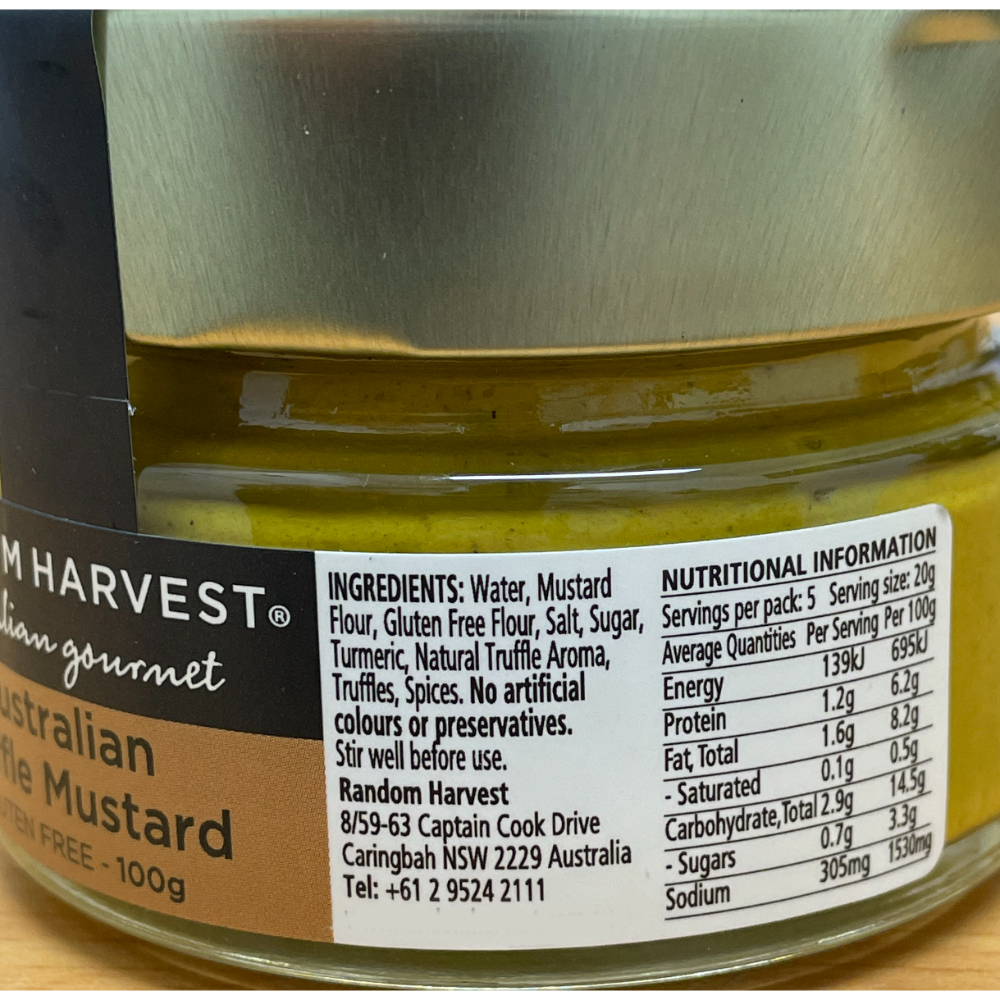 M HARVEST®
lian gourmet
ustralian
fle Mustard
TEN FREE - 100g
INGREDIENTS: Water, Mustard
Flour, Gluten Free Flour, Salt, Sugar,
Turmeric, Natural Truffle Aroma,
Truffles, Spices. No artificial
colours or preservatives.
Stir well before use.
Random Harvest
8/59-63 Captain Cook Drive
Caringbah NSW 2229 Australia
Tel: +61 2 9524 2111
NUTRITIONAL INFORMATION
Servings per pack: 5 Serving size: 20g
Average Quantities Per Serving Per 100g
Energy 139kJ 695kJ
Protein 1.2g 6.2g
Fat, Total 1.6g 8.2g
- Saturated 0.1g 0.5g
Carbohydrate, Total 2.9g 14.5g
- Sugars 0.7g 3.3g
Sodium 305mg 1530mg